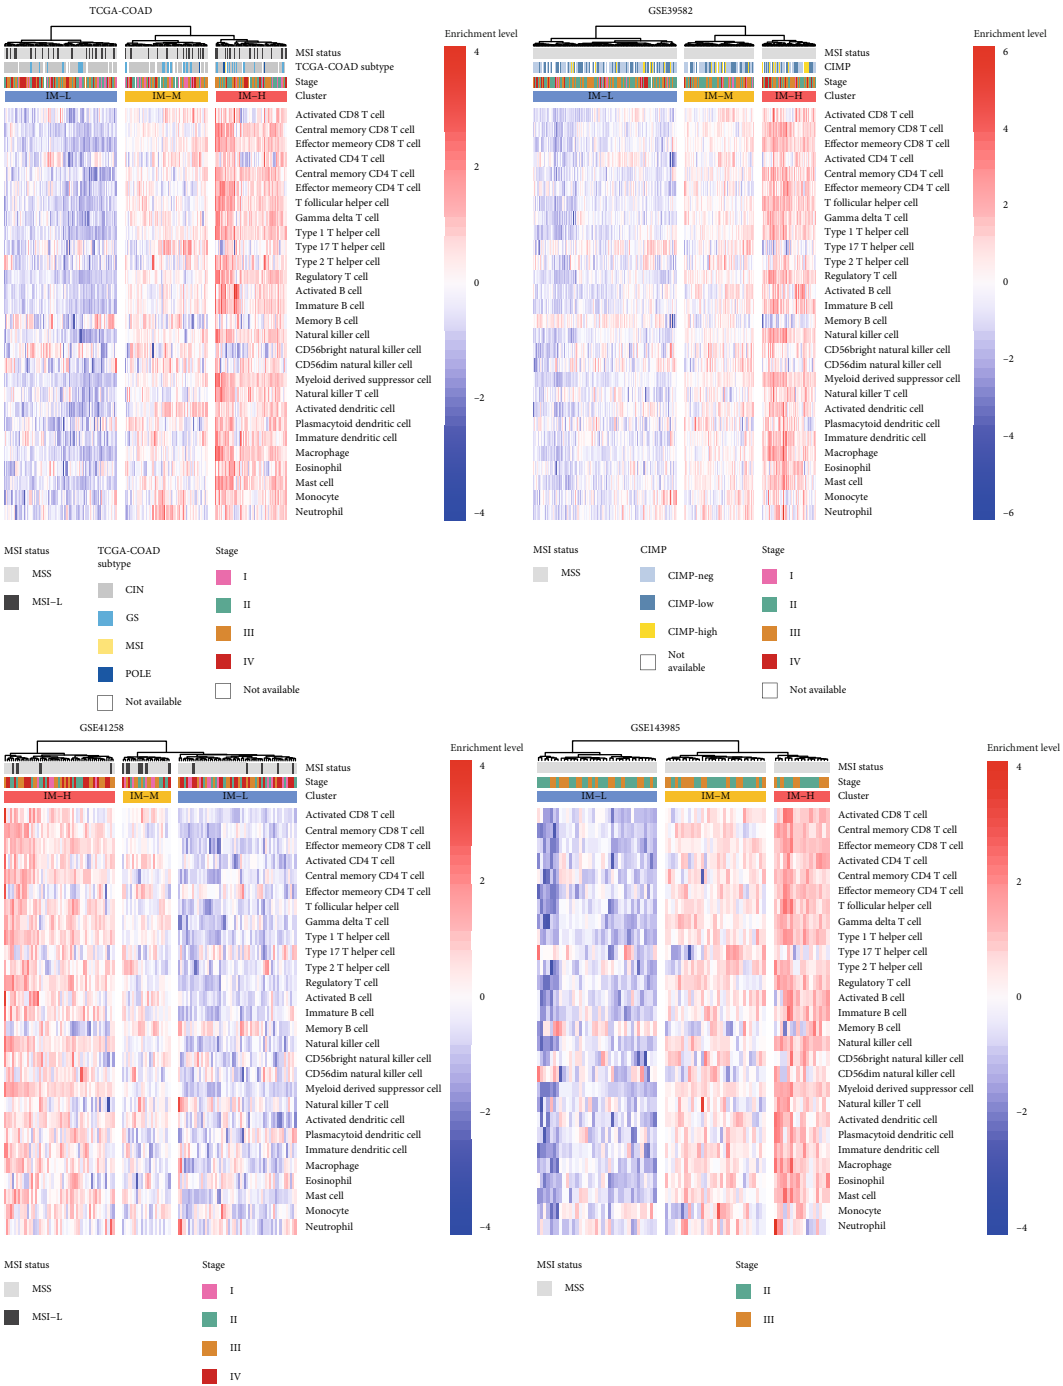 TCGA-COAD
Enrichment level
MSI status
TCGA-COAD subtype
Stage
Cluster
IM-L
IM-M
IM-H
Activated CD8 T cell
Central memory CD8 T cell
Effector memeory CD8 T cell
Activated CD4 T cell
Central memory CD4 T cell
Effector memeory CD4 T cell
T follicular helper cell
Gamma delta T cell
Type 1 T helper cell
Type 17 T helper cell
Type 2 T helper cell
Regulatory T cell
Activated B cell
Immature B cell
Memory B cell
Natural killer cell
CD56bright natural killer cell
CD56dim natural killer cell
Myeloid derived suppressor cell
Natural killer T cell
Activated dendritic cell
Plasmacytoid dendritic cell
Immature dendritic cell
Macrophage
Eosinophil
Mast cell
Monocyte
Neutrophil
4
2
0
−2
−4
MSI status
MSS
MSI−L
TCGA-COAD
subtype
CIN
GS
MSI
POLE
Not available
Stage
I
II
III
IV
Not available
GSE39582
Enrichment level
MSI status
CIMP
Stage
Cluster
IM−L
IM−M
IM−H
Activated CD8 T cell
Central memory CD8 T cell
Effector memeory CD8 T cell
Activated CD4 T cell
Central memory CD4 T cell
Effector memeory CD4 T cell
T follicular helper cell
Gamma delta T cell
Type 1 T helper cell
Type 17 T helper cell
Type 2 T helper cell
Regulatory T cell
Activated B cell
Immature B cell
Memory B cell
Natural killer cell
CD56bright natural killer cell
CD56dim natural killer cell
Myeloid derived suppressor cell
Natural killer T cell
Activated dendritic cell
Plasmacytoid dendritic cell
Immature dendritic cell
Macrophage
Eosinophil
Mast cell
Monocyte
Neutrophil
6
4
2
0
−2
−4
−6
MSI status
MSS
CIMP
CIMP-neg
CIMP-low
CIMP-high
Not
available
Stage
I
II
III
IV
Not available
GSE41258
Enrichment level
MSI status
Stage
Cluster
IM−H
IM−M
IM−L
Activated CD8 T cell
Central memory CD8 T cell
Effector memeory CD8 T cell
Activated CD4 T cell
Central memory CD4 T cell
Effector memeory CD4 T cell
T follicular helper cell
Gamma delta T cell
Type 1 T helper cell
Type 17 T helper cell
Type 2 T helper cell
Regulatory T cell
Activated B cell
Immature B cell
Memory B cell
Natural killer cell
CD56bright natural killer cell
CD56dim natural killer cell
Myeloid derived suppressor cell
Natural killer T cell
Activated dendritic cell
Plasmacytoid dendritic cell
Immature dendritic cell
Macrophage
Eosinophil
Mast cell
Monocyte
Neutrophil
4
2
0
−2
−4
MSI status
MSS
MSI−L
Stage
I
II
III
IV
GSE143985
Enrichment level
MSI status
Stage
Cluster
IM−L
IM−M
IM−H
Activated CD8 T cell
Central memory CD8 T cell
Effector memeory CD8 T cell
Activated CD4 T cell
Central memory CD4 T cell
Effector memeory CD4 T cell
T follicular helper cell
Gamma delta T cell
Type 1 T helper cell
Type 17 T helper cell
Type 2 T helper cell
Regulatory T cell
Activated B cell
Immature B cell
Memory B cell
Natural killer cell
CD56bright natural killer cell
CD56dim natural killer cell
Myeloid derived suppressor cell
Natural killer T cell
Activated dendritic cell
Plasmacytoid dendritic cell
Immature dendritic cell
Macrophage
Eosinophil
Mast cell
Monocyte
Neutrophil
4
2
0
−2
−4
MSI status
MSS
Stage
II
III